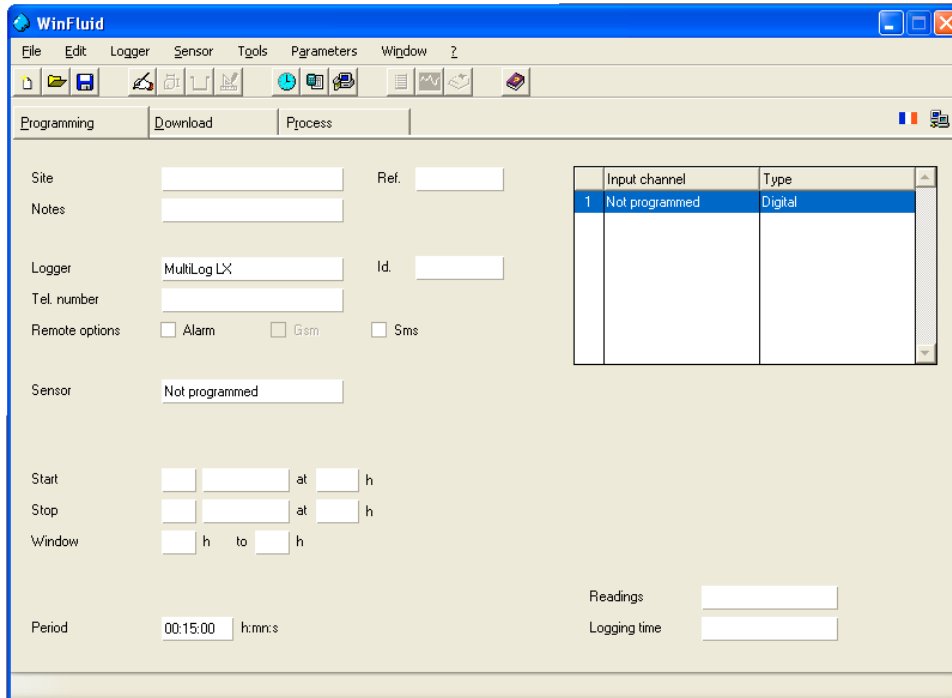 WinFluid
File Edit Logger Sensor Tools Parameters Window ?
Programming Download Process
Site Ref.
Notes
Logger MultiLog LX Id.
Tel. number
Remote options Alarm Gsm Sms
Sensor Not programmed
Start at h
Stop at h
Window h to h
Period 00:15:00 h:mn:s
Input channel Type
1 Not programmed Digital
Readings
Logging time